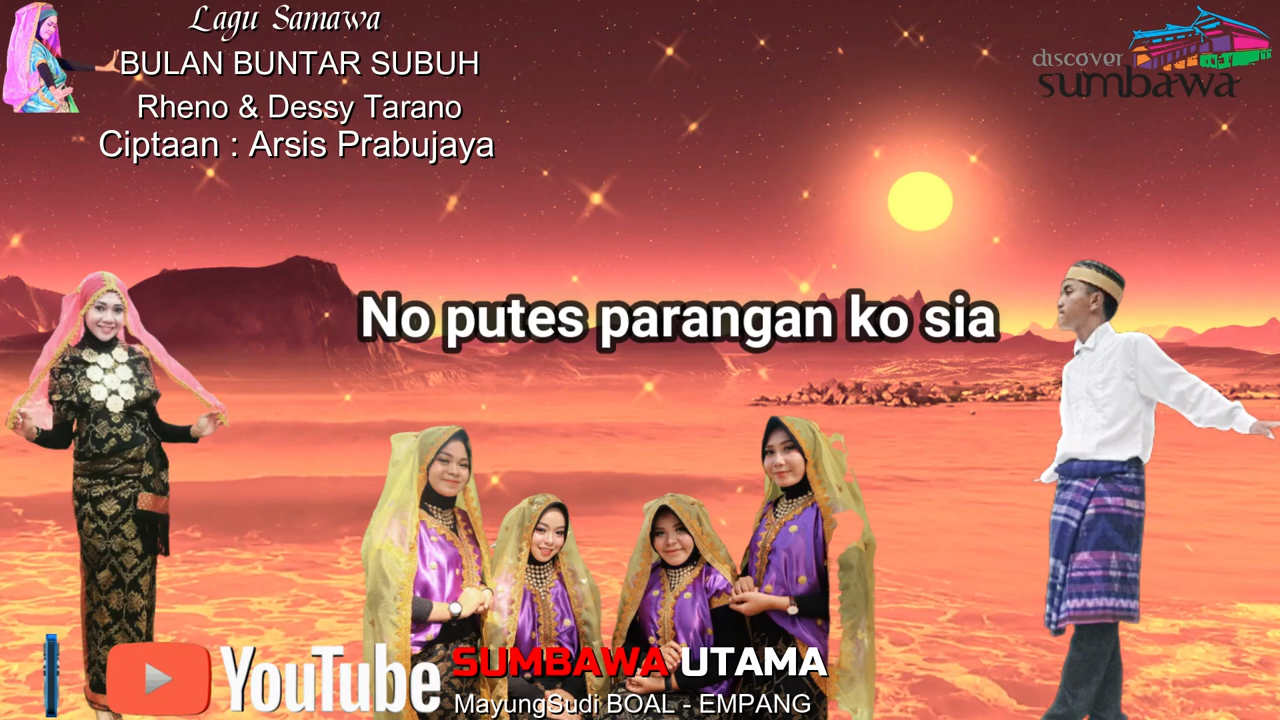 Lagu Samawa
BULAN BUNTAR SUBUH
Rheno & Dessy Tarano
Ciptaan : Arsis Prabujaya
discover
sumbawa
No putes parangan ko sia
YouTube
SUMBAWA UTAMA
MayungSudi BOAL - EMPANG